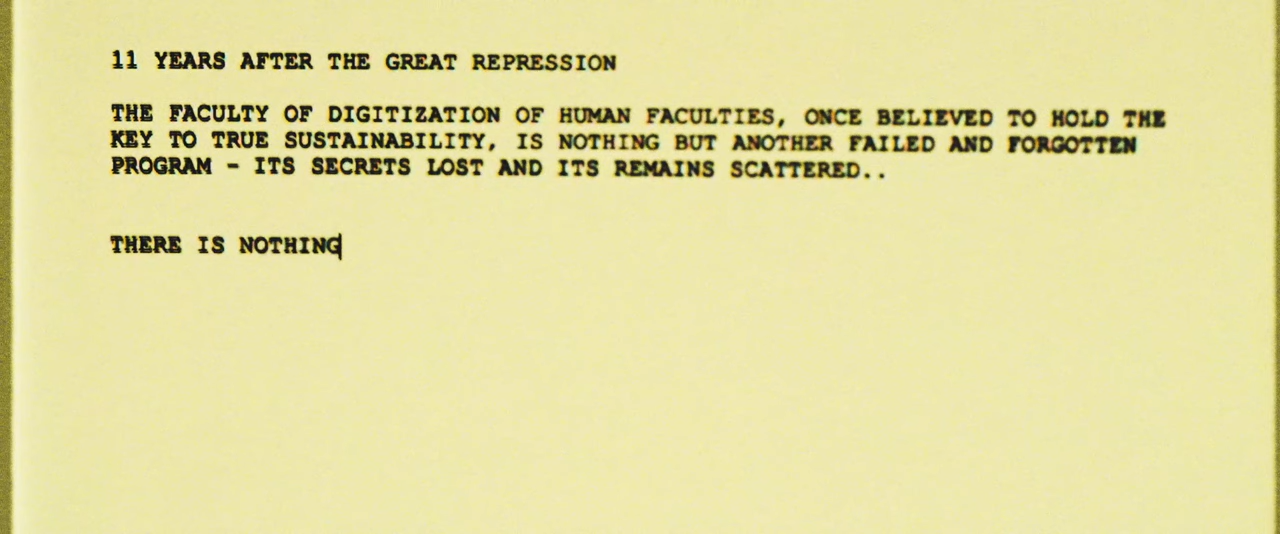 11 YEARS AFTER THE GREAT REPRESSION
THE FACULTY OF DIGITIZATION OF HUMAN FACULTIES, ONCE BELIEVED TO HOLD THE
KEY TO TRUE SUSTAINABILITY, IS NOTHING BUT ANOTHER FAILED AND FORGOTTEN
PROGRAM - ITS SECRETS LOST AND ITS REMAINS SCATTERED..
THERE IS NOTHING